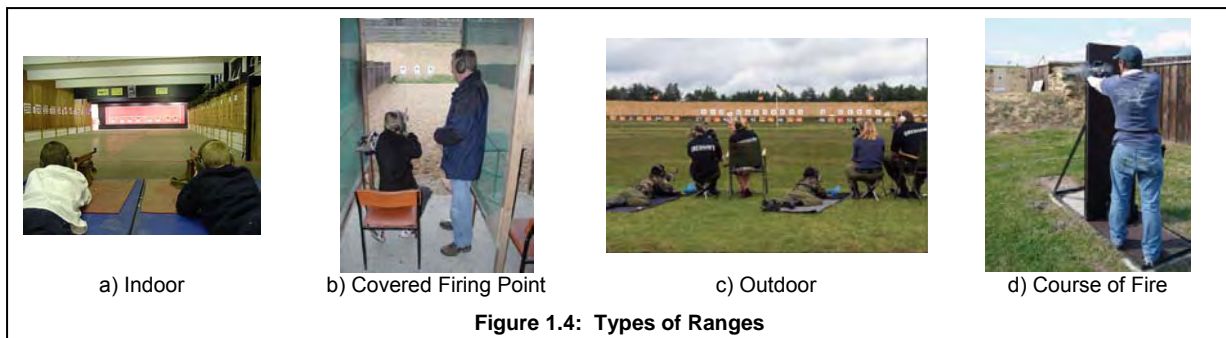 a) Indoor
b) Covered Firing Point
c) Outdoor
d) Course of Fire
Figure 1.4: Types of Ranges